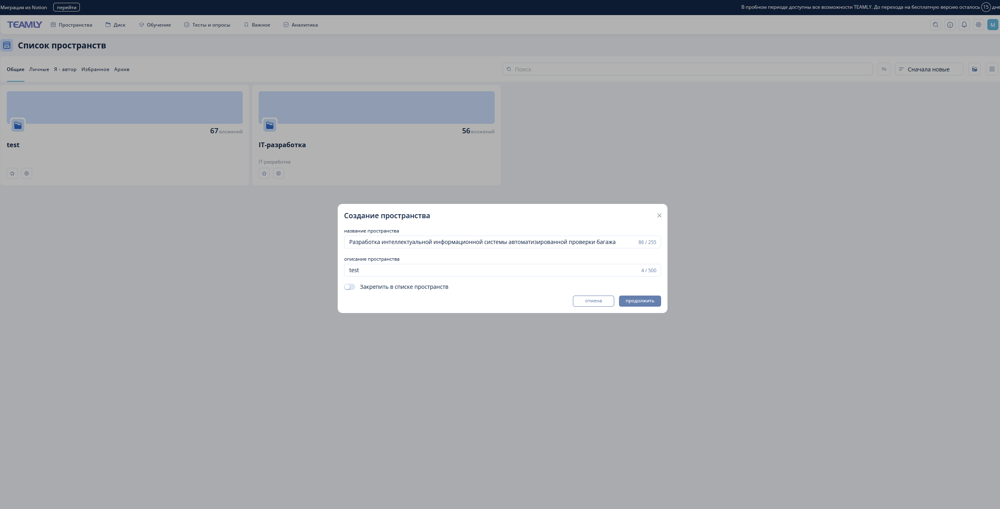 Миграция из Notion перейти В пробном периоде доступны все возможности TEAMLY. До перехода на бесплатную версию осталось 15 дне
TEAMLY Пространства Диск Обучение Тесты и опросы Важное Аналитика М
Список пространств
Общие Личные Я - автор Избранное Архив Поиск Сначала новые
67 вложений 56 вложений
test IT-разработка
IT-разработка
Создание пространства
название пространства
Разработка интеллектуальной информационной системы автоматизированной проверки багажа 86 / 255
описание пространства
test 4 / 500
Закрепить в списке пространств
отмена продолжить